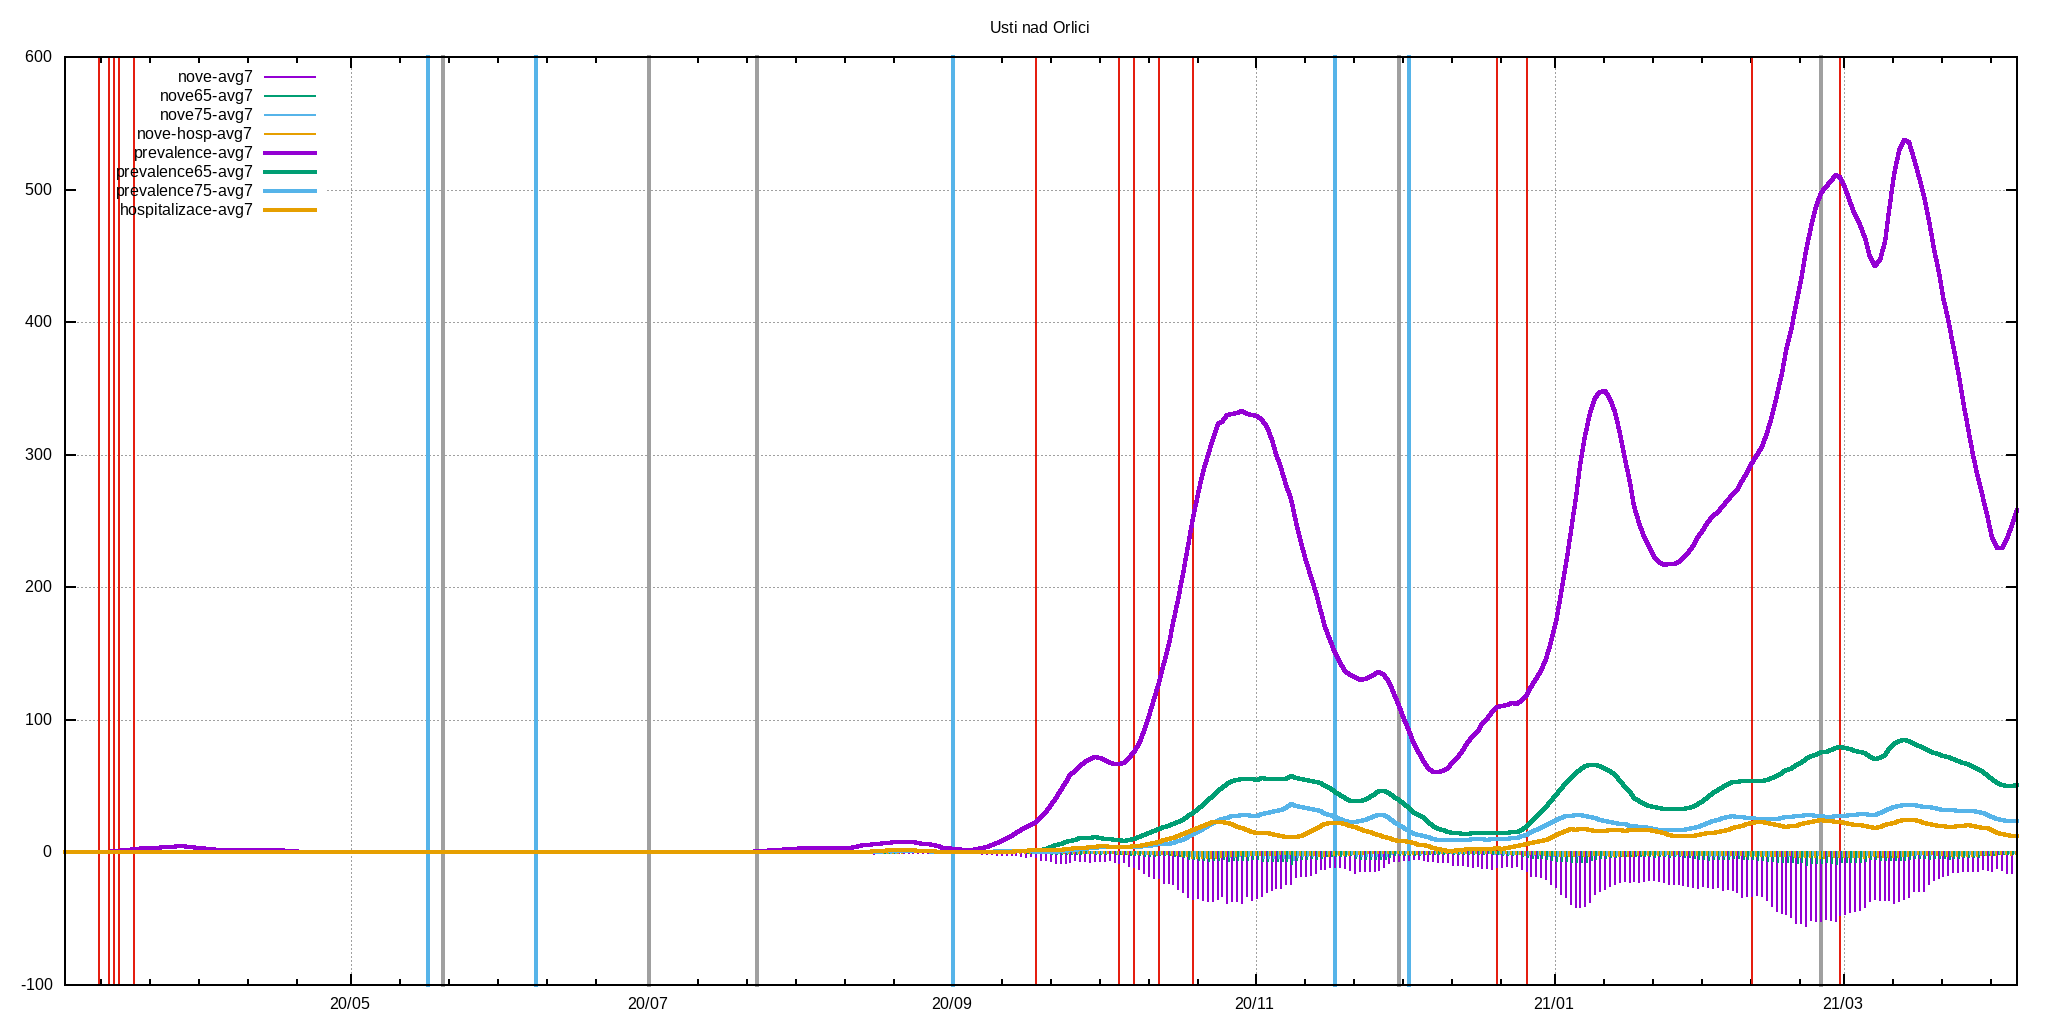 Usti nad Orlici
600
500
400
300
200
100
0
-100
nove-avg7
nove65-avg7
nove75-avg7
nove-hosp-avg7
prevalence-avg7
prevalence65-avg7
prevalence75-avg7
hospitalizace-avg7
20/05 20/07 20/09 20/11 21/01 21/03